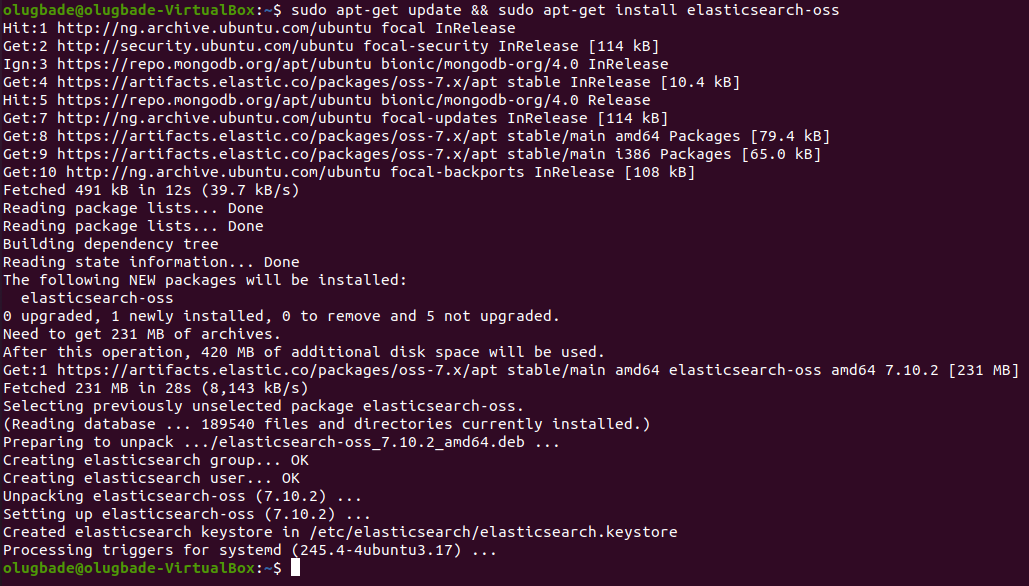 olugbade@olugbade-VirtualBox:~$ sudo apt-get update && sudo apt-get install elasticsearch-oss
Hit:1 http://ng.archive.ubuntu.com/ubuntu focal InRelease
Get:2 http://security.ubuntu.com/ubuntu focal-security InRelease [114 kB]
Ign:3 https://repo.mongodb.org/apt/ubuntu bionic/mongodb-org/4.0 InRelease
Get:4 https://artifacts.elastic.co/packages/oss-7.x/apt stable InRelease [10.4 kB]
Hit:5 https://repo.mongodb.org/apt/ubuntu bionic/mongodb-org/4.0 Release
Get:7 http://ng.archive.ubuntu.com/ubuntu focal-updates InRelease [114 kB]
Get:8 https://artifacts.elastic.co/packages/oss-7.x/apt stable/main amd64 Packages [79.4 kB]
Get:9 https://artifacts.elastic.co/packages/oss-7.x/apt stable/main i386 Packages [65.0 kB]
Get:10 http://ng.archive.ubuntu.com/ubuntu focal-backports InRelease [108 kB]
Fetched 491 kB in 12s (39.7 kB/s)
Reading package lists... Done
Reading package lists... Done
Building dependency tree
Reading state information... Done
The following NEW packages will be installed:
  elasticsearch-oss
0 upgraded, 1 newly installed, 0 to remove and 5 not upgraded.
Need to get 231 MB of archives.
After this operation, 420 MB of additional disk space will be used.
Get:1 https://artifacts.elastic.co/packages/oss-7.x/apt stable/main amd64 elasticsearch-oss amd64 7.10.2 [231 MB]
Fetched 231 MB in 28s (8,143 kB/s)
Selecting previously unselected package elasticsearch-oss.
(Reading database ... 189540 files and directories currently installed.)
Preparing to unpack .../elasticsearch-oss_7.10.2_amd64.deb ...
Creating elasticsearch group... OK
Creating elasticsearch user... OK
Unpacking elasticsearch-oss (7.10.2) ...
Setting up elasticsearch-oss (7.10.2) ...
Created elasticsearch keystore in /etc/elasticsearch/elasticsearch.keystore
Processing triggers for systemd (245.4-4ubuntu3.17) ...
olugbade@olugbade-VirtualBox:~$